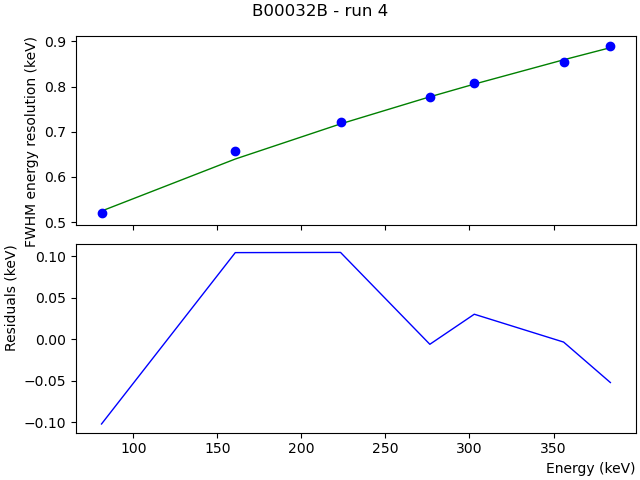 B00032B - run 4
FWHM energy resolution (keV)
0.9
0.8
0.7
0.6
0.5
Residuals (keV)
0.10
0.05
0.00
−0.05
−0.10
100 150 200 250 300 350
Energy (keV)